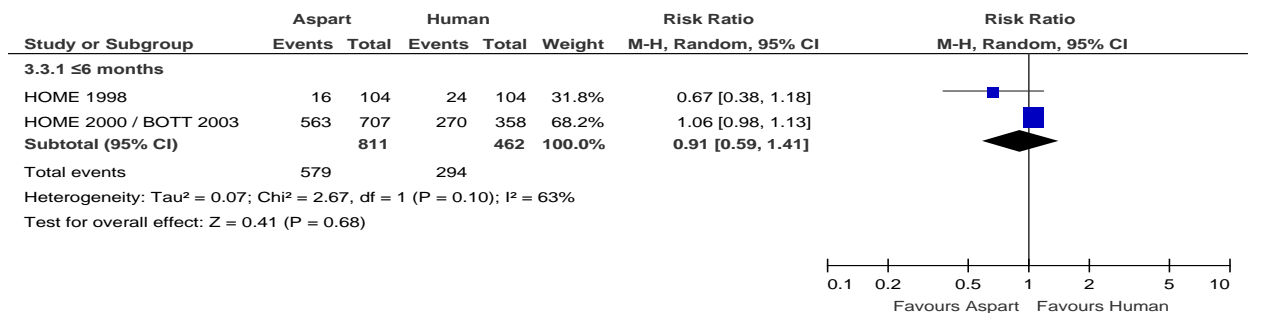 Aspart Human Risk Ratio Risk Ratio
Study or Subgroup Events Total Events Total Weight M-H, Random, 95% CI M-H, Random, 95% CI
3.3.1 ≤6 months
HOME 1998 16 104 24 104 31.8% 0.67 [0.38, 1.18]
HOME 2000 / BOTT 2003 563 707 270 358 68.2% 1.06 [0.98, 1.13]
Subtotal (95% CI) 811 462 100.0% 0.91 [0.59, 1.41]
Total events 579 294
Heterogeneity: Tau² = 0.07; Chi² = 2.67, df = 1 (P = 0.10); I² = 63%
Test for overall effect: Z = 0.41 (P = 0.68)
0.1 0.2 0.5 1 2 5 10
Favours Aspart Favours Human